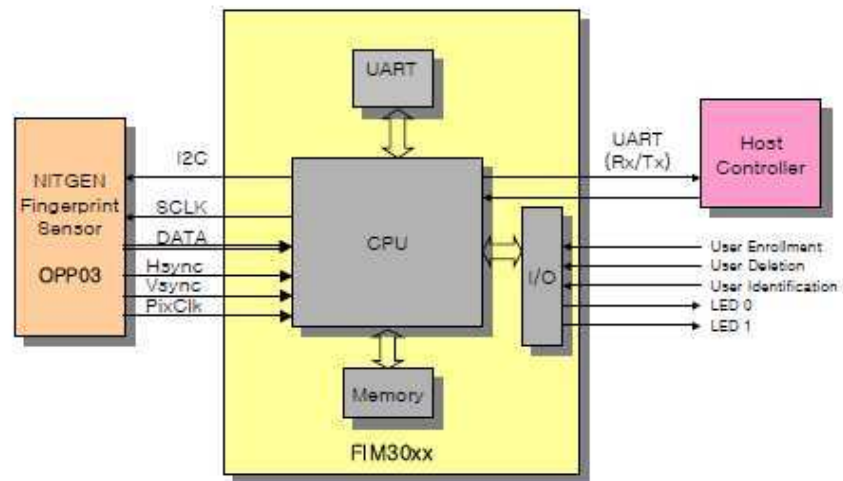 UART
I2C
SCLK
DATA
Hsync
Vsync
PixClk
NITGEN
Fingerprint
Sensor
OPP03
CPU
I/O
Memory
FIM30xx
UART
(Rx/Tx)
Host
Controller
User Enrollment
User Deletion
User Identification
LED 0
LED 1